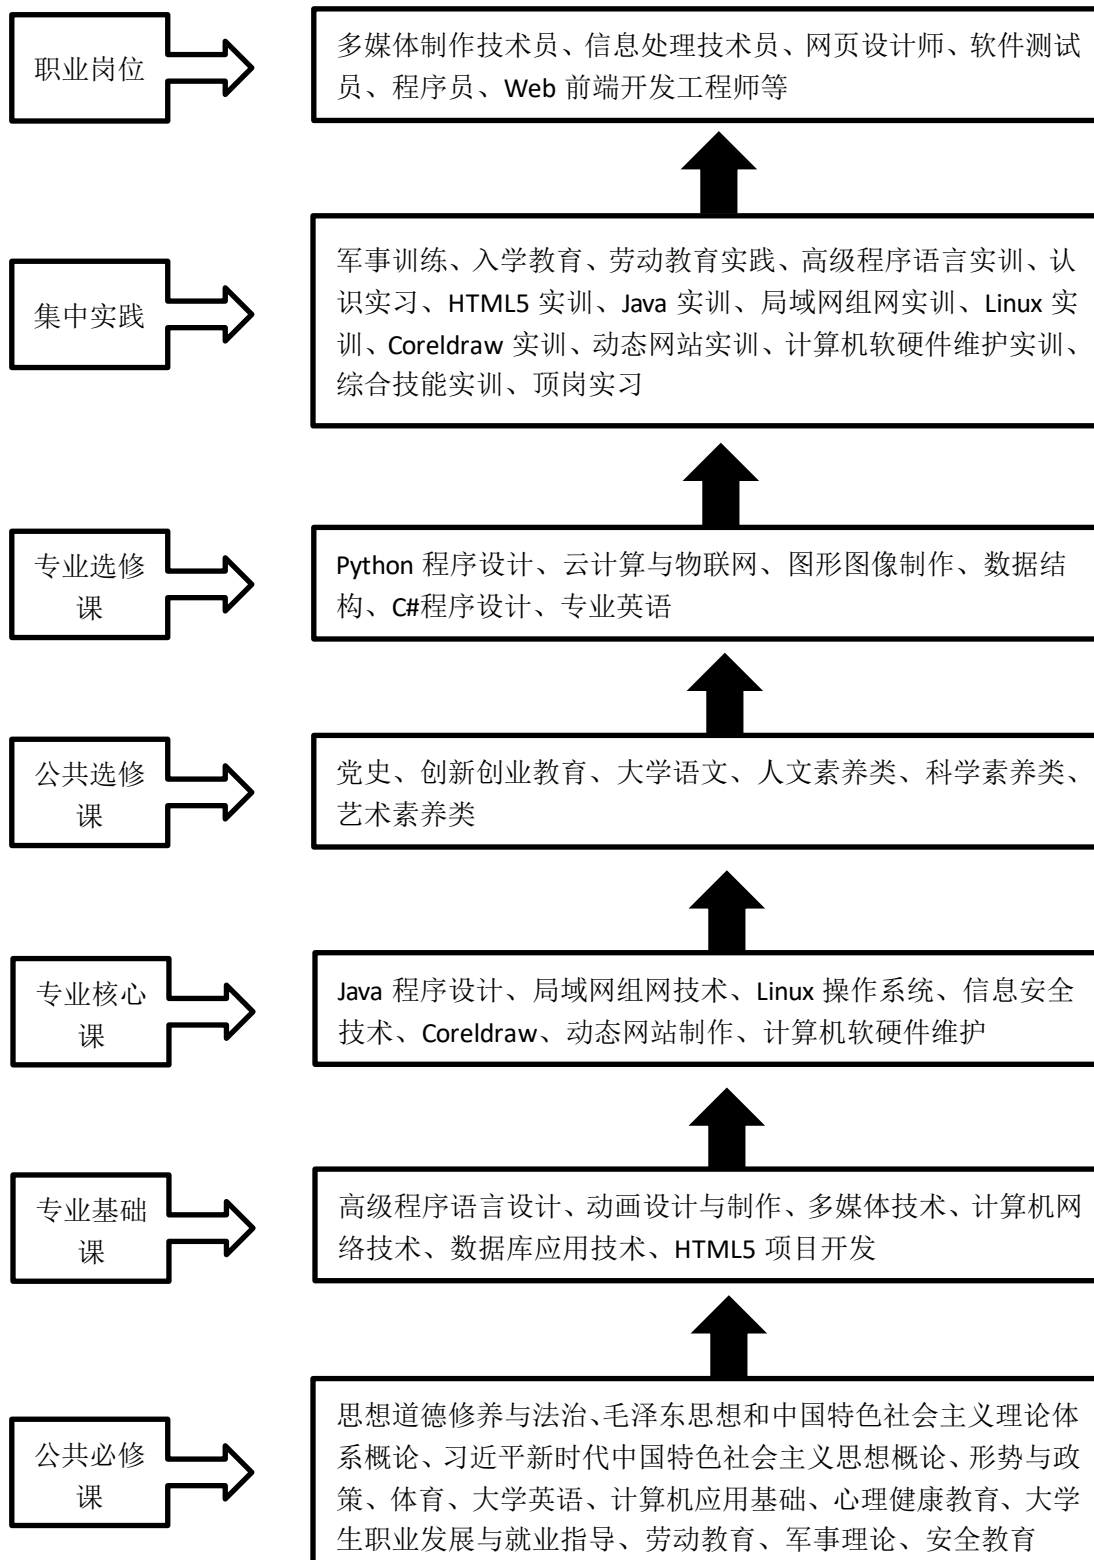 职业岗位
多媒体制作技术员、信息处理技术员、网页设计师、软件测试
员、程序员、Web 前端开发工程师等
集中实践
军事训练、入学教育、劳动教育实践、高级程序语言实训、认
识实习、HTML5 实训、Java 实训、局域网组网实训、Linux 实
训、Coreldraw 实训、动态网站实训、计算机软硬件维护实训、
综合技能实训、顶岗实习
专业选修
课
Python 程序设计、云计算与物联网、图形图像制作、数据结
构、C#程序设计、专业英语
公共选修
课
党史、创新创业教育、大学语文、人文素养类、科学素养类、
艺术素养类
专业核心
课
Java 程序设计、局域网组网技术、Linux 操作系统、信息安全
技术、Coreldraw、动态网站制作、计算机软硬件维护
专业基础
课
高级程序语言设计、动画设计与制作、多媒体技术、计算机网
络技术、数据库应用技术、HTML5 项目开发
公共必修
课
思想道德修养与法治、毛泽东思想和中国特色社会主义理论体
系概论、习近平新时代中国特色社会主义思想概论、形势与政
策、体育、大学英语、计算机应用基础、心理健康教育、大学
生职业发展与就业指导、劳动教育、军事理论、安全教育